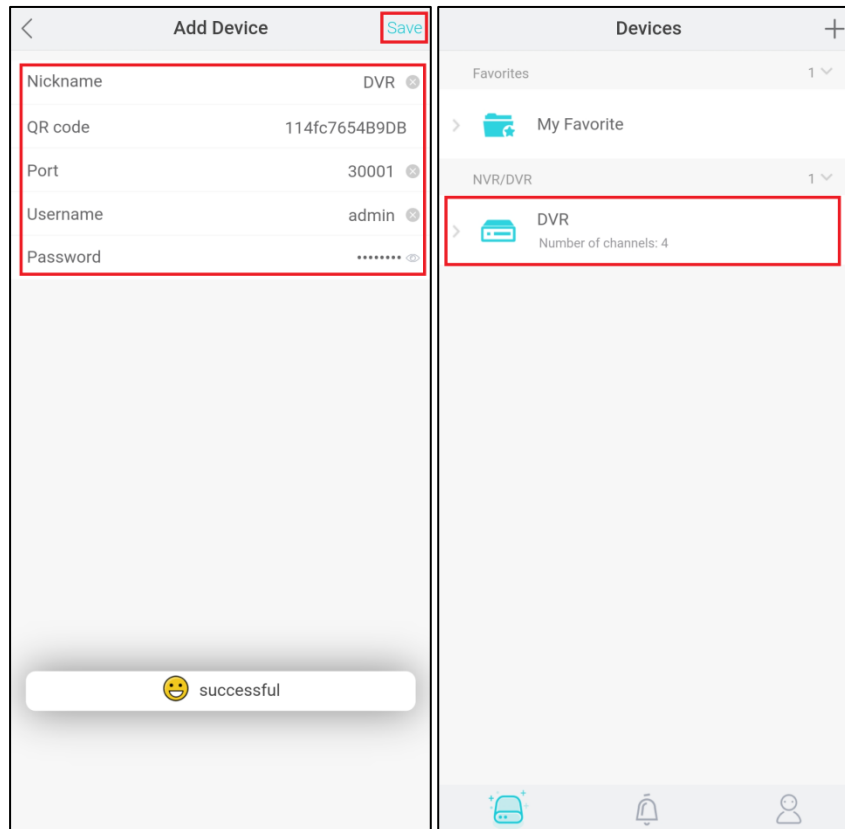 Add Device
Save
Nickname
DVR
QR code
114fc7654B9DB
Port
30001
Username
admin
Password
••••••••
successful
Devices
Favorites
1
My Favorite
NVR/DVR
1
DVR
Number of channels: 4